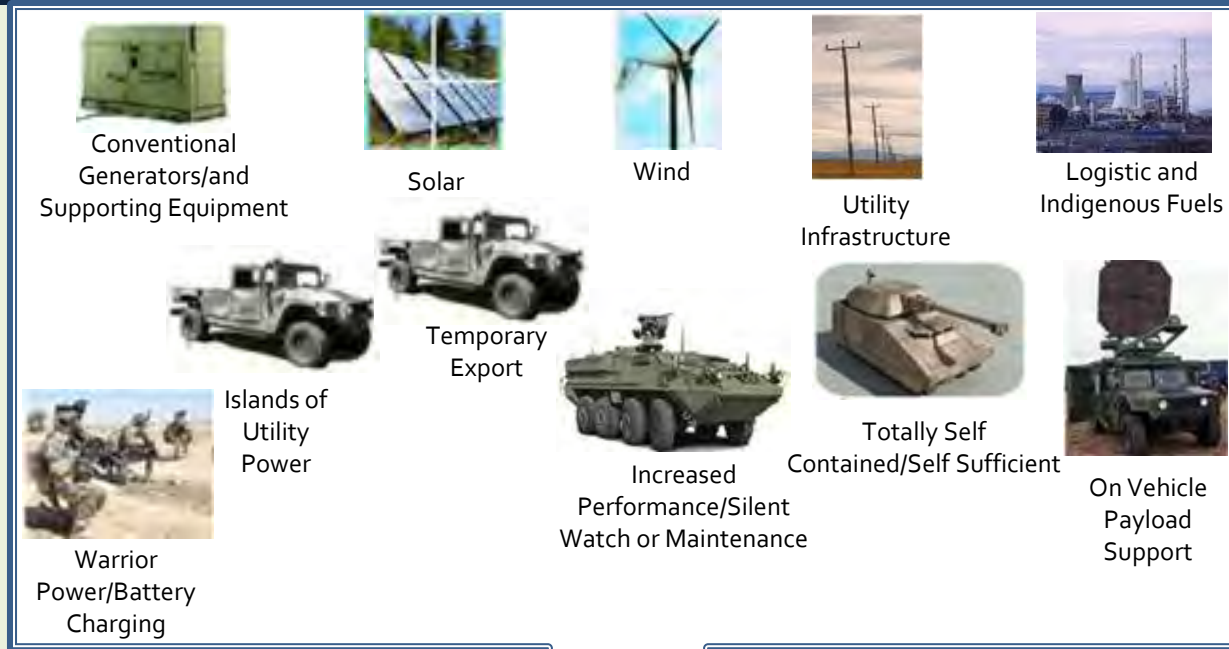 Conventional
Generators/and
Supporting Equipment
Solar
Wind
Utility
Infrastructure
Logistic and
Indigenous Fuels
Temporary
Export
Islands of
Utility
Power
Increased
Performance/Silent
Watch or Maintenance
Totally Self
Contained/Self Sufficient
On Vehicle
Payload
Support
Warrior
Power/Battery
Charging